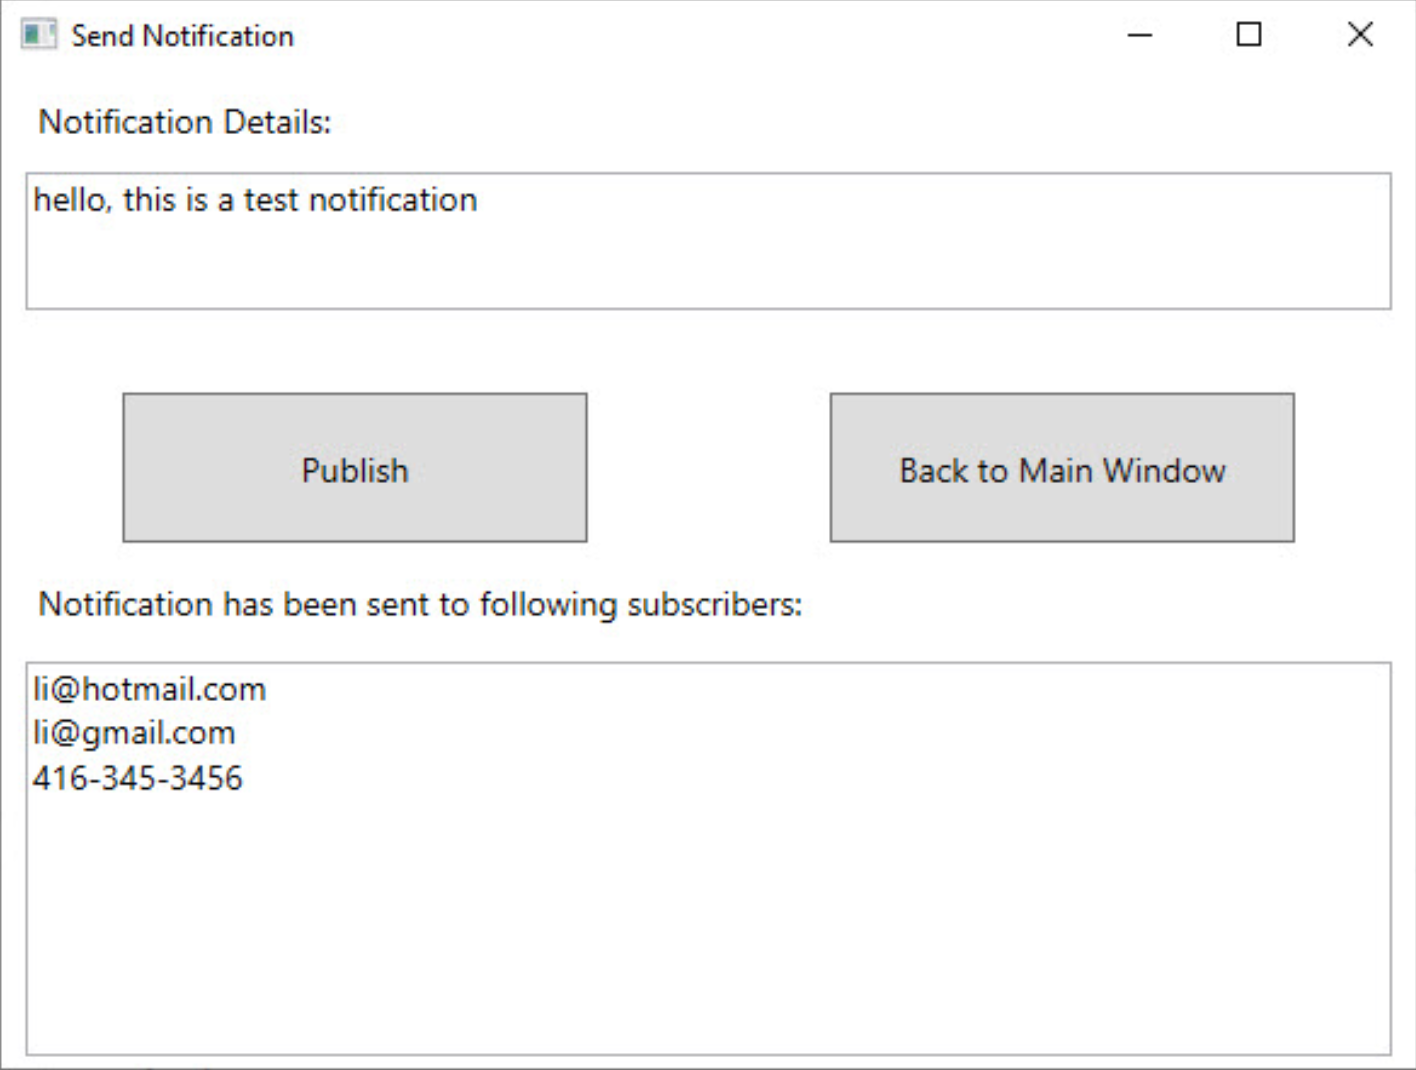 Send Notification
Notification Details:
hello, this is a test notification
Publish
Back to Main Window
Notification has been sent to following subscribers:
li@hotmail.com
li@gmail.com
416-345-3456